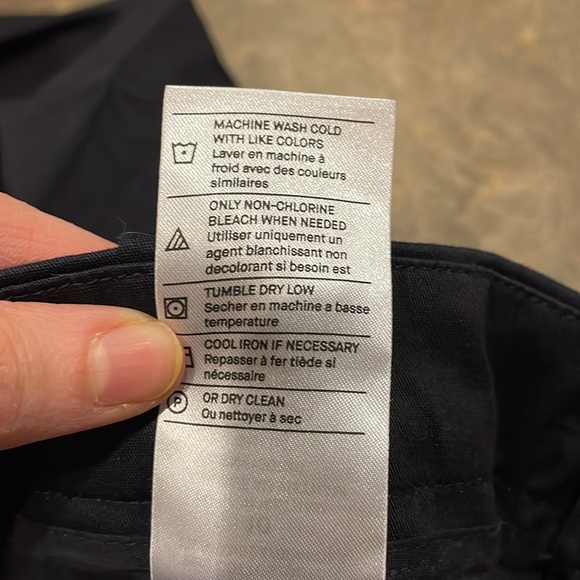 MACHINE WASH COLD
WITH LIKE COLORS
Laver en machine à
froid avec des couleurs
similaires
ONLY NON-CHLORINE
BLEACH WHEN NEEDED
Utiliser uniquement un
agent blanchissant non
decolorant si besoin est
TUMBLE DRY LOW
Secher en machine a basse
temperature
COOL IRON IF NECESSARY
Repasser à fer tiède si
nécessaire
P
OR DRY CLEAN
Ou nettoyer à sec